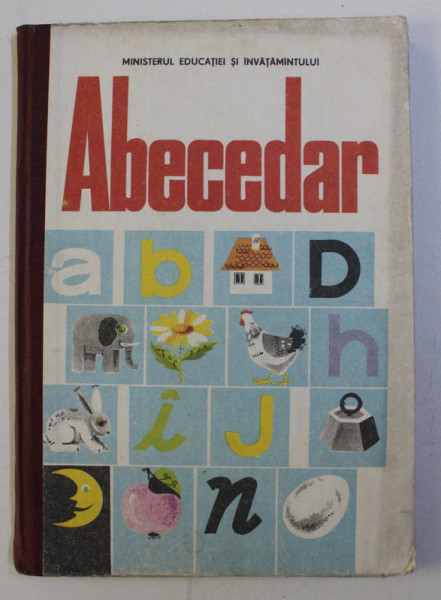 MINISTERUL EDUCAȚIEI ȘI ÎNVĂȚĂMÎNTULUI
Abecedar
a b D
h
î J
n